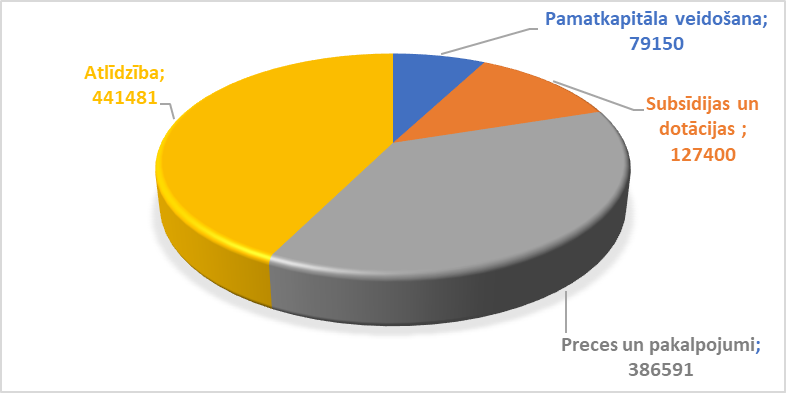 Pamatkapitāla veidošana;
79150
Atlīdzība;
441481
Subsīdijas un
dotācijas ;
127400
Preces un pakalpojumi;
386591